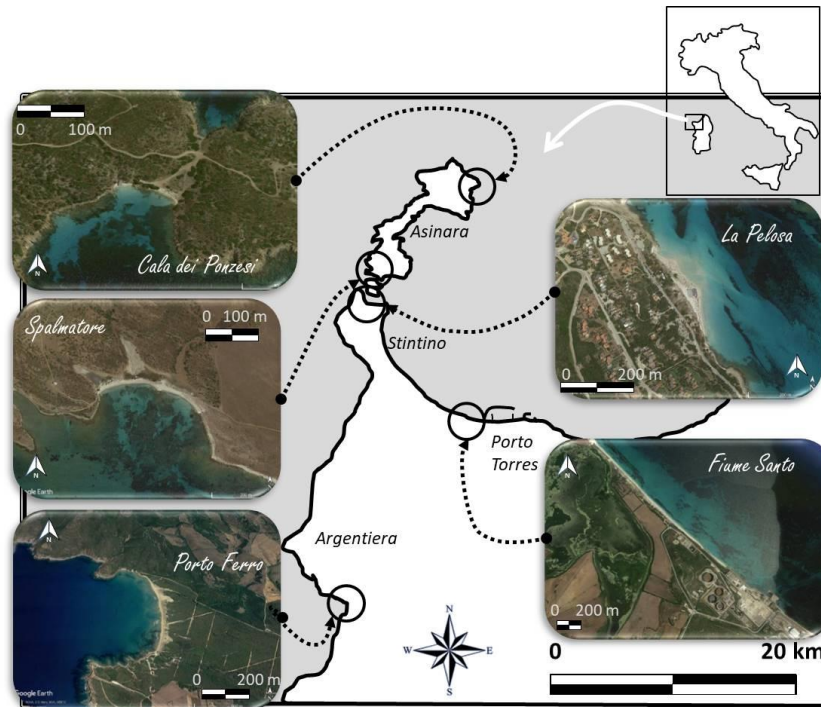 0 100 m
Cala dei Ponzesi
N
Spalmatore
0 100 m
N
Google Earth
Porto Ferro
N
0 200 m
Google Earth
Asinara
Stintino
Porto
Torres
Argentiera
La Pelosa
0 200 m
N
Fiume Santo
N
0 200 m
N
W E
S
0 20 km